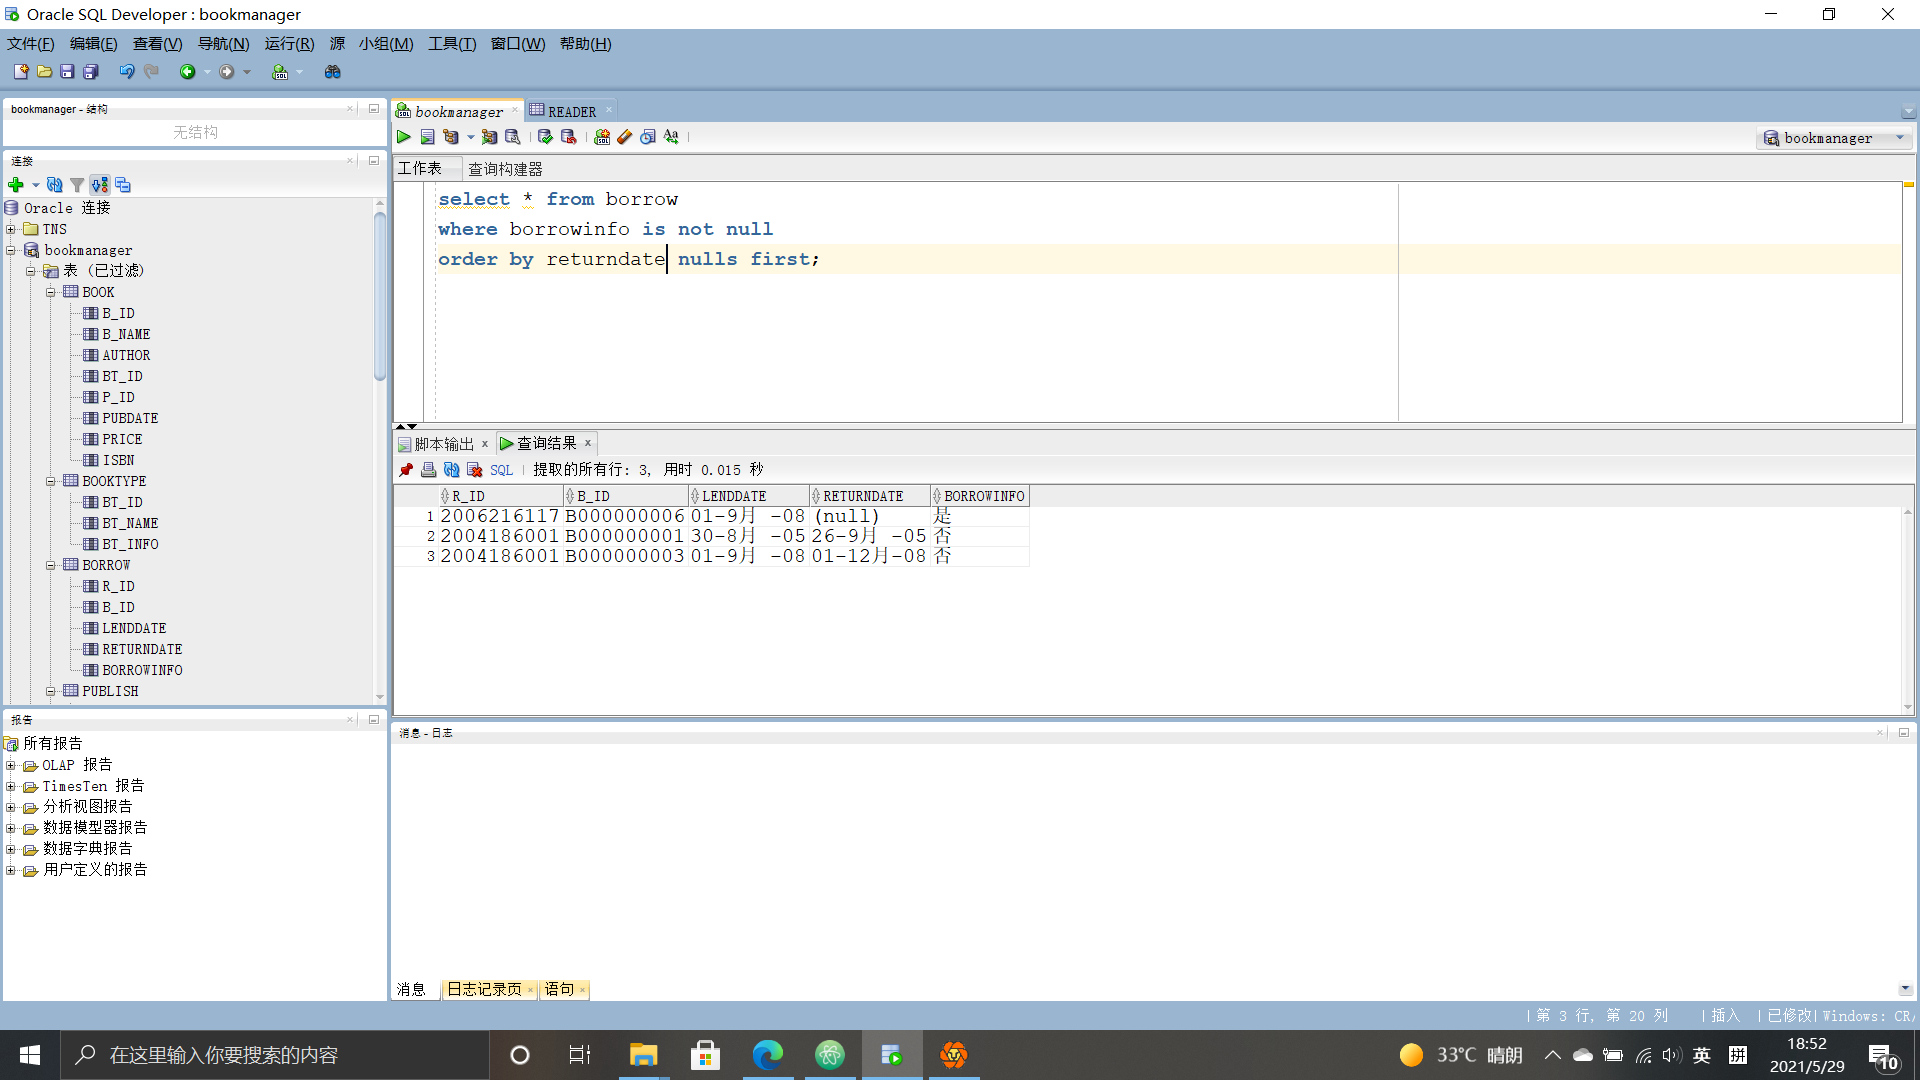 Oracle SQL Developer : bookmanager
文件(F) 编辑(E) 查看(V) 导航(N) 运行(R) 源 小组(M) 工具(T) 窗口(W) 帮助(H)
bookmanager - 结构
无结构
连接
Oracle 连接
TNS
bookmanager
表 (已过滤)
BOOK
B_ID
B_NAME
AUTHOR
BT_ID
P_ID
PUBDATE
PRICE
ISBN
BOOKTYPE
BT_ID
BT_NAME
BT_INFO
BORROW
R_ID
B_ID
LENDDATE
RETURNDATE
BORROWINFO
PUBLISH
报告
所有报告
OLAP 报告
TimesTen 报告
分析视图报告
数据模型器报告
数据字典报告
用户定义的报告
bookmanager READER
bookmanager
工作表 查询构建器
select * from borrow
where borrowinfo is not null
order by returndate nulls first;
脚本输出 查询结果
SQL 提取的所有行: 3, 用时 0.015 秒
R_ID B_ID LENDDATE RETURNDATE BORROWINFO
1 2006216117 B000000006 01-9月 -08 (null) 是
2 2004186001 B000000001 30-8月 -05 26-9月 -05 否
3 2004186001 B000000003 01-9月 -08 01-12月-08 否
消息 - 日志
消息 日志记录页 语句
第 3 行, 第 20 列 插入 已修改 Windows: CR/
在这里输入你要搜索的内容
33°C 晴朗
英 拼
18:52
2021/5/29
10